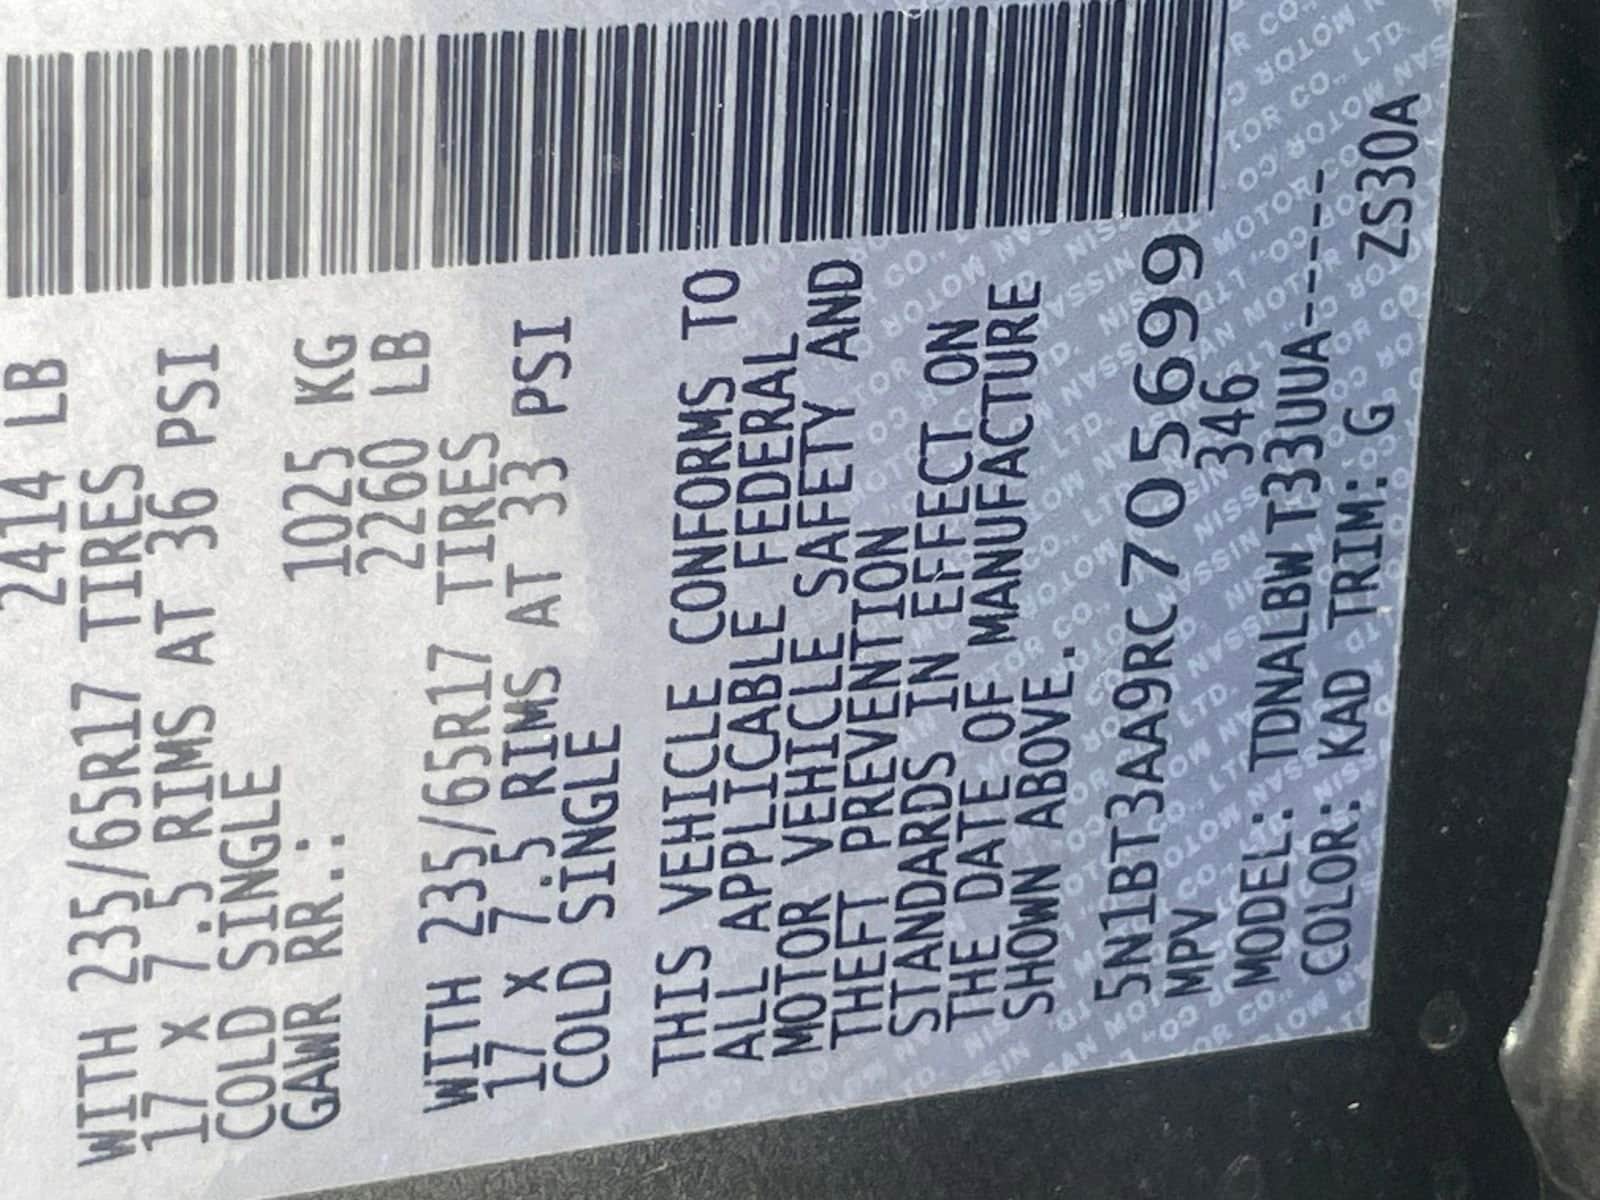 2414 LB
WITH 235/65R17 TIRES
17 x 7.5 RIMS AT 36 PSI
COLD SINGLE
GAWR RR.: 1025 KG
2260 LB
WITH 235/65R17 TIRES
17 x 7.5 RIMS AT 33 PSI
COLD SINGLE
THIS VEHICLE CONFORMS TO
ALL APPLICABLE FEDERAL
MOTOR VEHICLE SAFETY AND
THEFT PREVENTION
STANDARDS IN EFFECT ON
THE DATE OF MANUFACTURE
SHOWN ABOVE.
5N1BT3AA9RC705699
MPV 346
MODEL: TDNALBW T33UUA-----
COLOR: KAD TRIM: G ZS30A